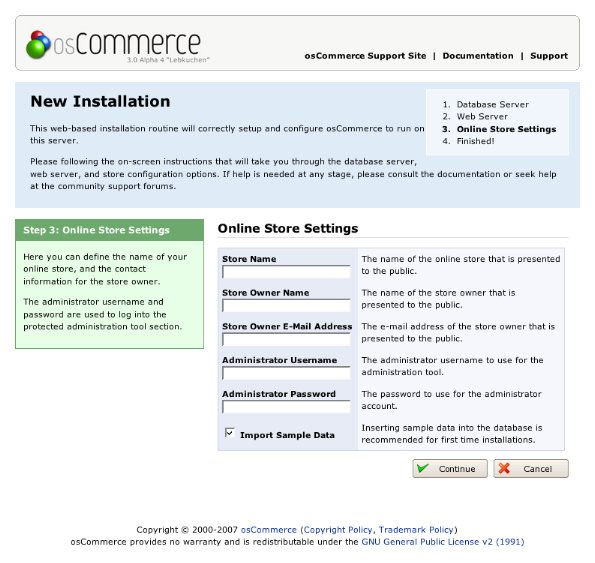 osCommerce
3.0 Alpha 4 "Lebkuchen"
osCommerce Support Site | Documentation | Support
New Installation
This web-based installation routine will correctly setup and configure osCommerce to run on
this server.
Please following the on-screen instructions that will take you through the database server,
web server, and store configuration options. If help is needed at any stage, please consult the documentation or seek help
at the community support forums.
1. Database Server
2. Web Server
3. Online Store Settings
4. Finished!
Step 3: Online Store Settings
Here you can define the name of your
online store, and the contact
information for the store owner.
The administrator username and
password are used to log into the
protected administration tool section.
Online Store Settings
Store Name
The name of the online store that is presented
to the public.
Store Owner Name
The name of the store owner that is
presented to the public.
Store Owner E-Mail Address
The e-mail address of the store owner that is
presented to the public.
Administrator Username
The administrator username to use for the
administration tool.
Administrator Password
The password to use for the administrator
account.
Import Sample Data
Inserting sample data into the database is
recommended for first time installations.
Continue
Cancel
Copyright © 2000-2007 osCommerce (Copyright Policy, Trademark Policy)
osCommerce provides no warranty and is redistributable under the GNU General Public License v2 (1991)